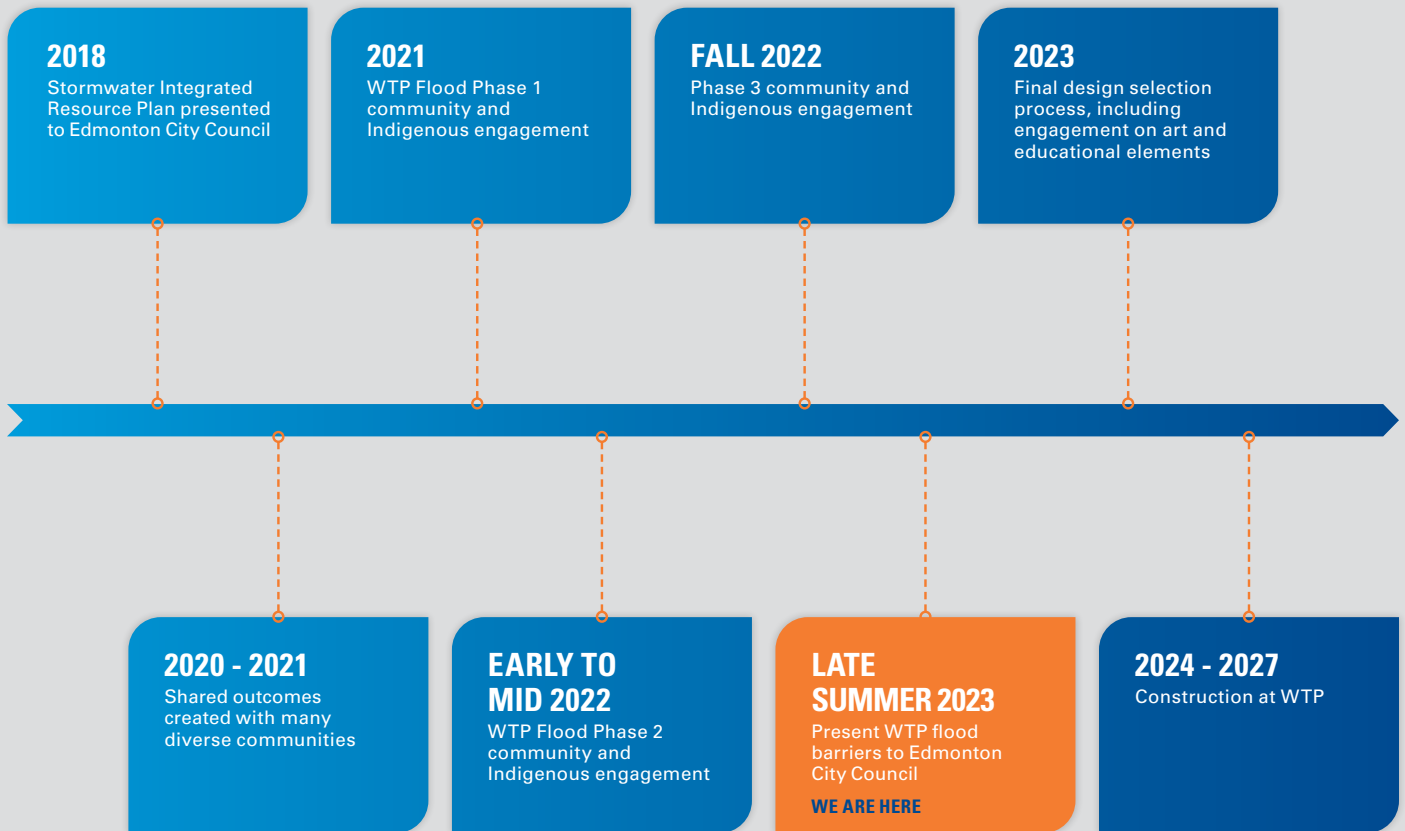 2018
Stormwater Integrated
Resource Plan presented
to Edmonton City Council
2021
WTP Flood Phase 1
community and
Indigenous engagement
FALL 2022
Phase 3 community and
Indigenous engagement
2023
Final design selection
process, including
engagement on art and
educational elements
2020 - 2021
Shared outcomes
created with many
diverse communities
EARLY TO
MID 2022
WTP Flood Phase 2
community and
Indigenous engagement
LATE
SUMMER 2023
Present WTP flood
barriers to Edmonton
City Council
WE ARE HERE
2024 - 2027
Construction at WTP